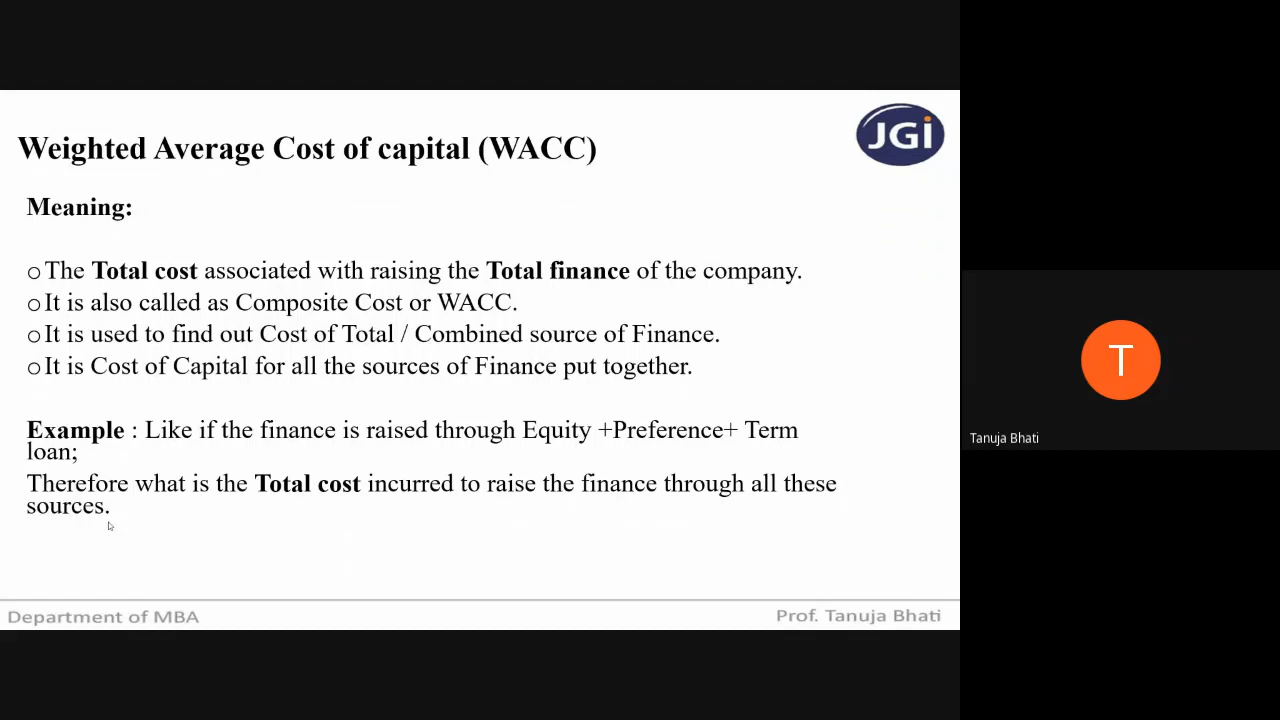 JGi
Weighted Average Cost of capital (WACC)
Meaning:
oThe Total cost associated with raising the Total finance of the company.
oIt is also called as Composite Cost or WACC.
oIt is used to find out Cost of Total / Combined source of Finance.
oIt is Cost of Capital for all the sources of Finance put together.
Example : Like if the finance is raised through Equity +Preference+ Term
loan;
Therefore what is the Total cost incurred to raise the finance through all these
sources.
Department of MBA
Prof. Tanuja Bhati
T
Tanuja Bhati